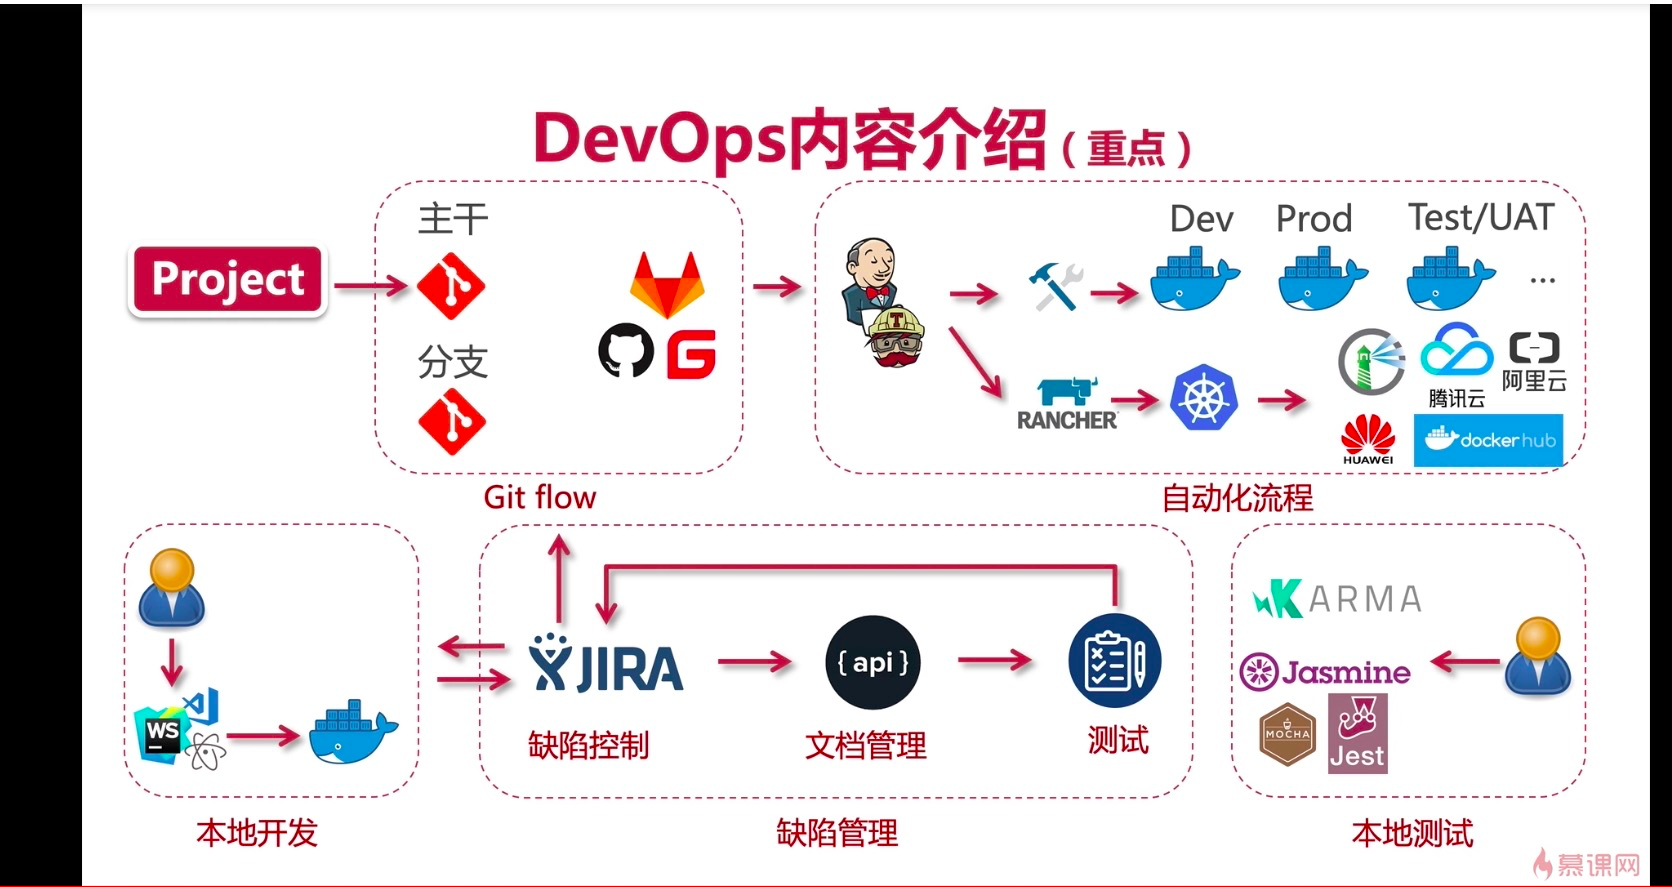 DevOps内容介绍（重点）
Project
主干
分支
Git flow
T
Dev
Prod
Test/UAT
...
RANCHER
腾讯云
阿里云
HUAWEI
dockerhub
自动化流程
WS
本地开发
JIRA
缺陷控制
{api}
文档管理
测试
缺陷管理
KARMA
Jasmine
MOCHA
Jest
本地测试
慕课网